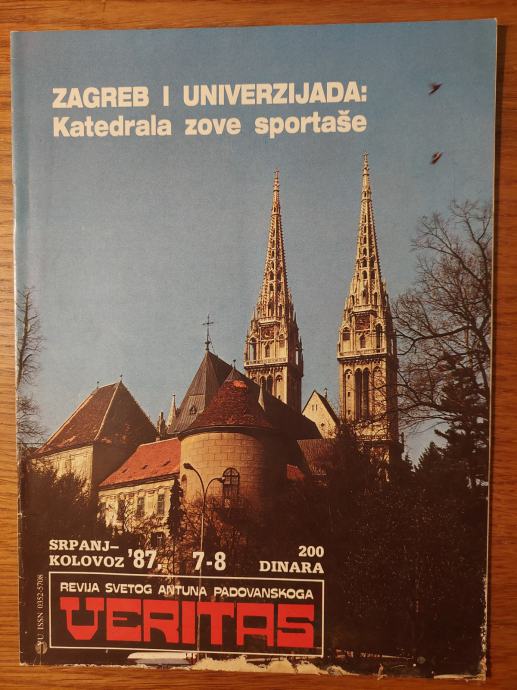 ZAGREB I UNIVERZIJADA:
Katedrala zove sportaše
SRPANJ–
KOLOVOZ '87. 7-8
200
DINARA
REVIJA SVETOG ANTUNA PADOVANSKOGA
VERITAS
YU ISSN 0352-5708